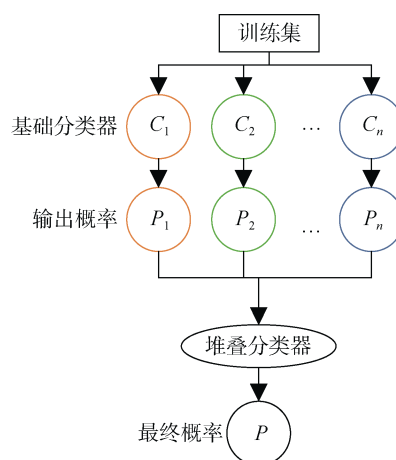 训练集
基础分类器 C₁ C₂ … Cₙ
输出概率 P₁ P₂ … Pₙ
堆叠分类器
最终概率 P